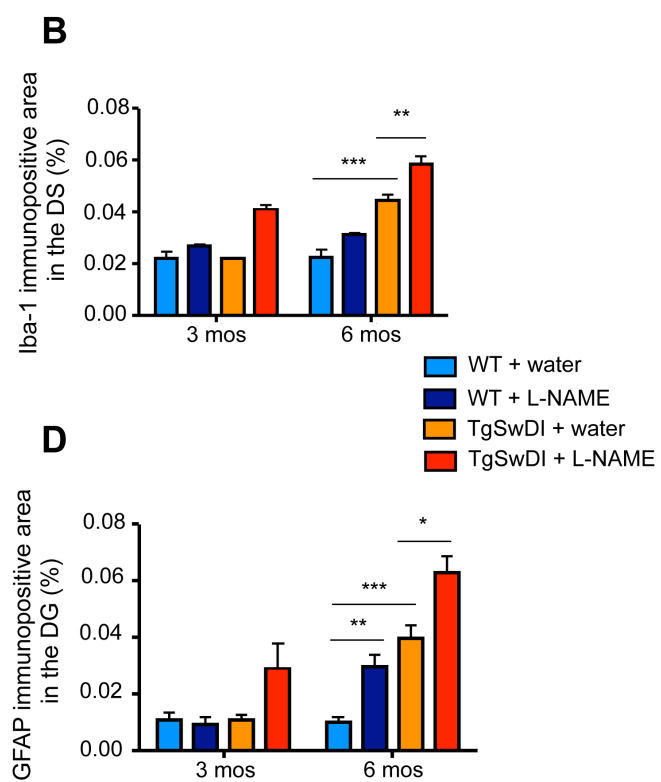 B
Iba-1 immunopositive area
in the DS (%)
0.08
0.06
0.04
0.02
0.00
***
**
3 mos
6 mos
WT + water
WT + L-NAME
TgSwDI + water
TgSwDI + L-NAME
D
GFAP immunopositive area
in the DG (%)
0.08
0.06
0.04
0.02
0.00
*
***
**
3 mos
6 mos